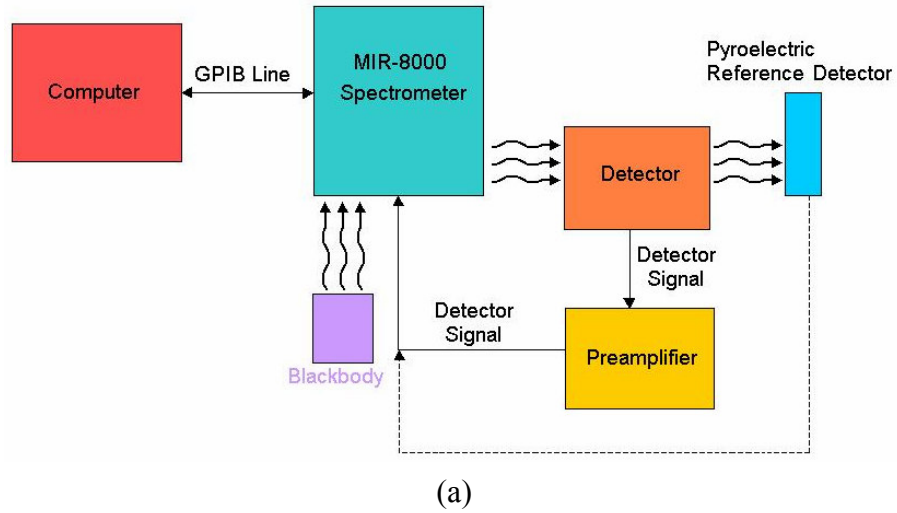 Computer
GPIB Line
MIR-8000
Spectrometer
Pyroelectric
Reference Detector
Detector
Detector
Signal
Detector
Signal
Preamplifier
Blackbody
(a)